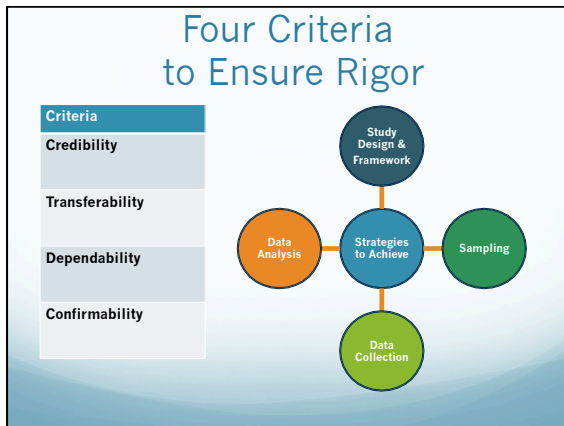 Four Criteria
to Ensure Rigor
Criteria
Credibility
Transferability
Dependability
Confirmability
Study
Design &
Framework
Data
Analysis
Strategies
to Achieve
Sampling
Data
Collection